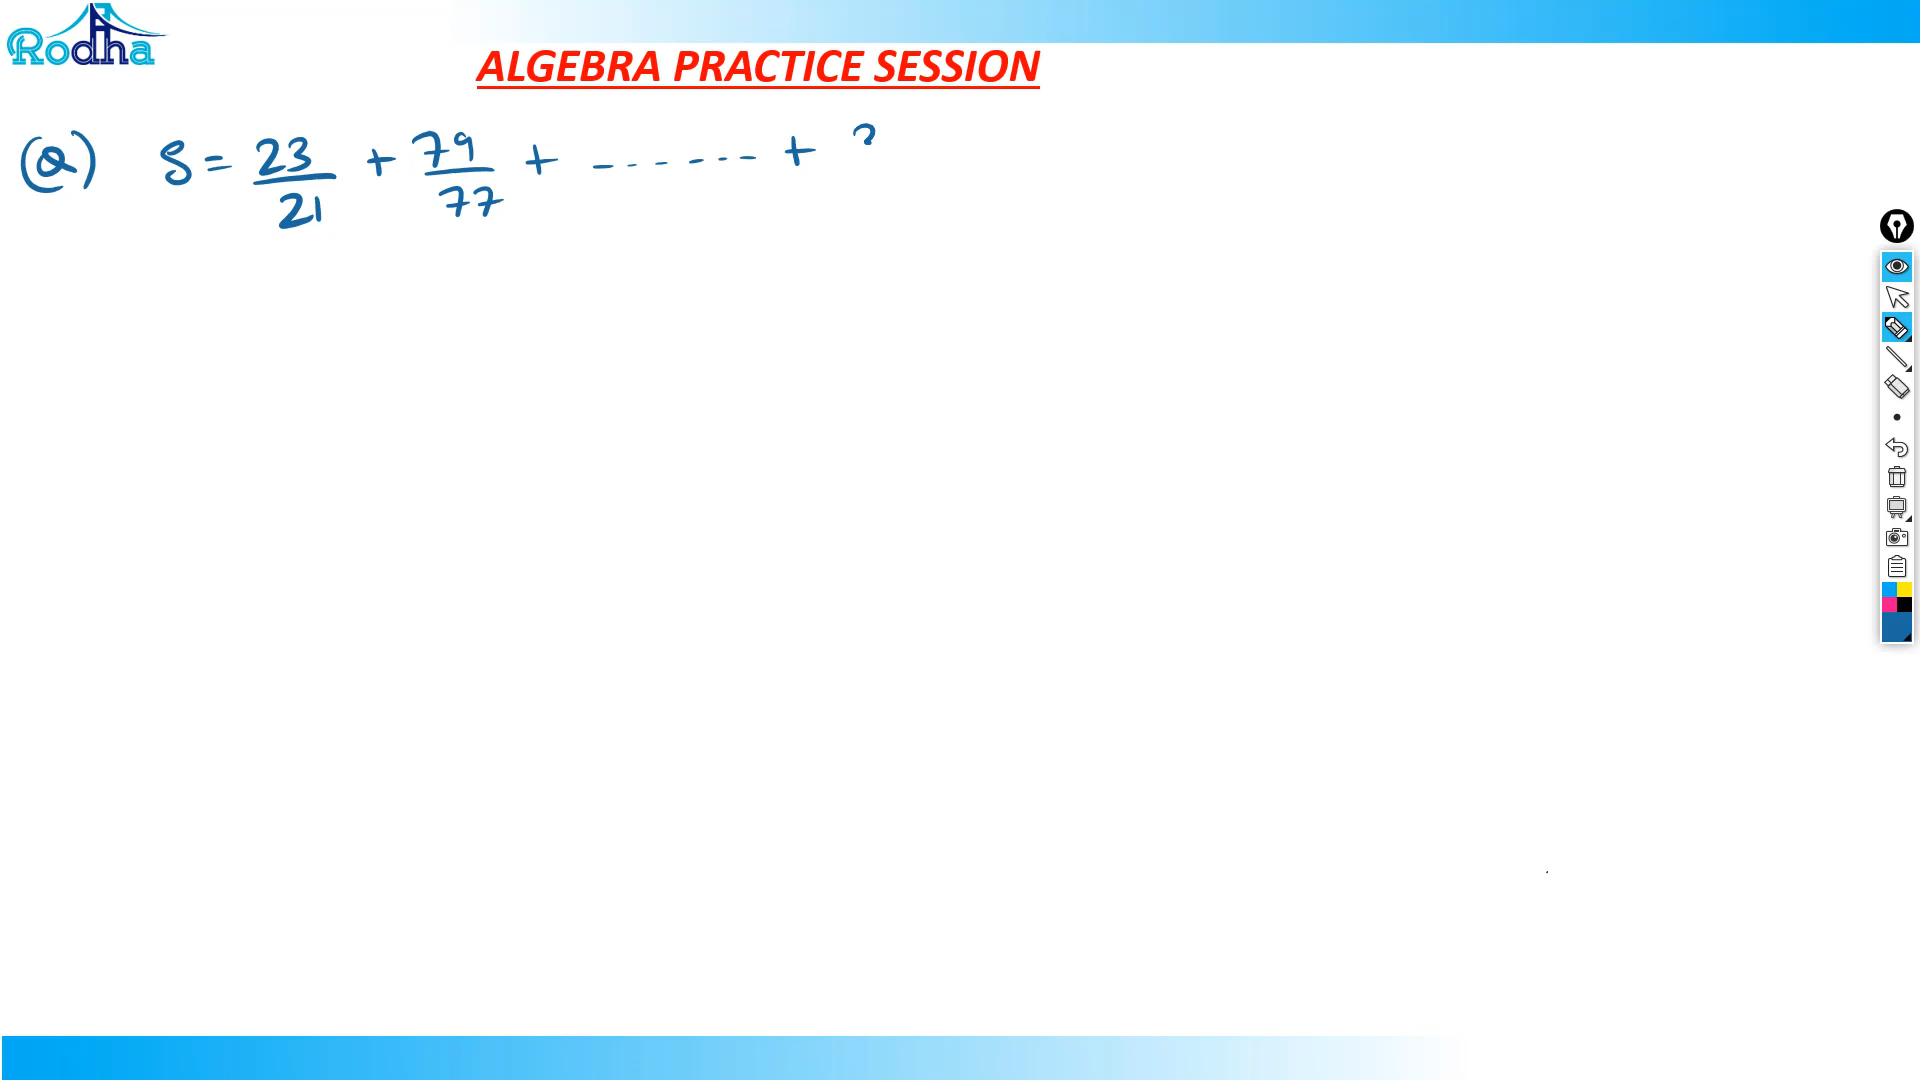 Rodha
ALGEBRA PRACTICE SESSION
(Q) S = 23/21 + 79/77 + ------ + ?